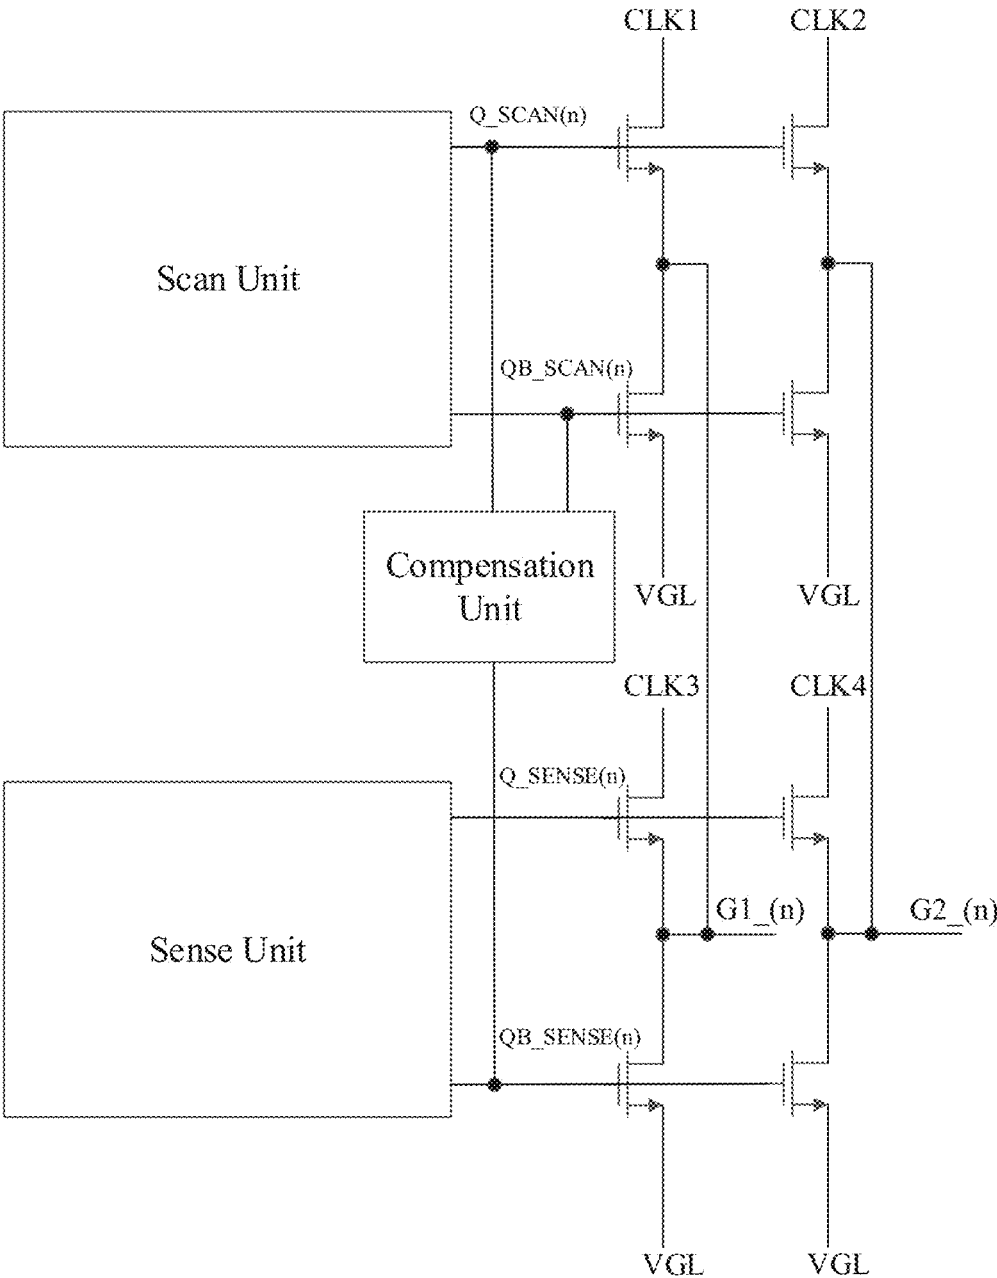 CLK1
CLK2
Q_SCAN(n)
Scan Unit
QB_SCAN(n)
Compensation
Unit
VGL
VGL
CLK3
CLK4
Q_SENSE(n)
Sense Unit
G1_(n)
G2_(n)
QB_SENSE(n)
VGL
VGL